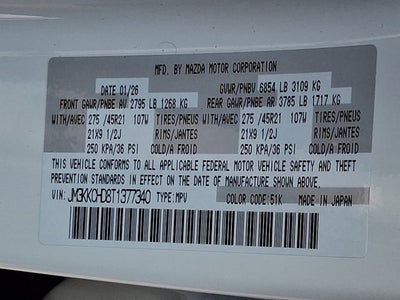 MFD. BY MAZDA MOTOR CORPORATION
DATE 01/26 GVWR/PNBV 6854 LB 3109 KG
FRONT GAWR/PNBE AV 2795 LB 1268 KG REAR GAWR/PNBE AR 3785 LB 1717 KG
WITH/AVEC 275 /45R21 107W TIRES/PNEUS WITH/AVEC 275 /45R21 107W TIRES/PNEUS
21X9 1/2J RIMS/JANTES 21X9 1/2J RIMS/JANTES
250 KPA/36 PSI COLD/A FROID 250 KPA/36 PSI COLD/A FROID
THIS VEHICLE CONFORMS TO ALL APPLICABLE FEDERAL MOTOR VEHICLE SAFETY AND THEFT
PREVENTION STANDARDS IN EFFECT ON THE DATE OF MANUFACTURE SHOWN ABOVE.
VIN: JM3KKCHD8T1377340 TYPE: MPV COLOR CODE: 51K MADE IN JAPAN